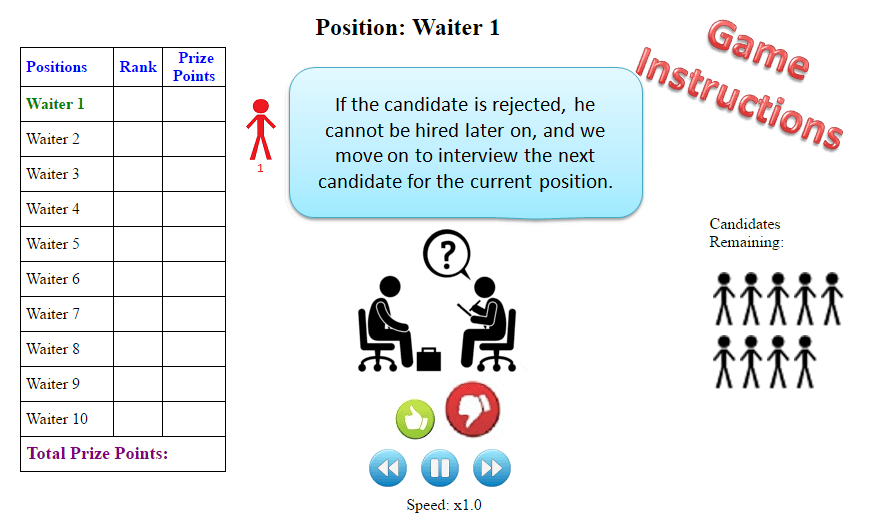 Position: Waiter 1
Game
Instructions
Positions Rank Prize Points
Waiter 1
Waiter 2
Waiter 3
Waiter 4
Waiter 5
Waiter 6
Waiter 7
Waiter 8
Waiter 9
Waiter 10
Total Prize Points:
1
If the candidate is rejected, he
cannot be hired later on, and we
move on to interview the next
candidate for the current position.
?
Candidates
Remaining:
Speed: x1.0